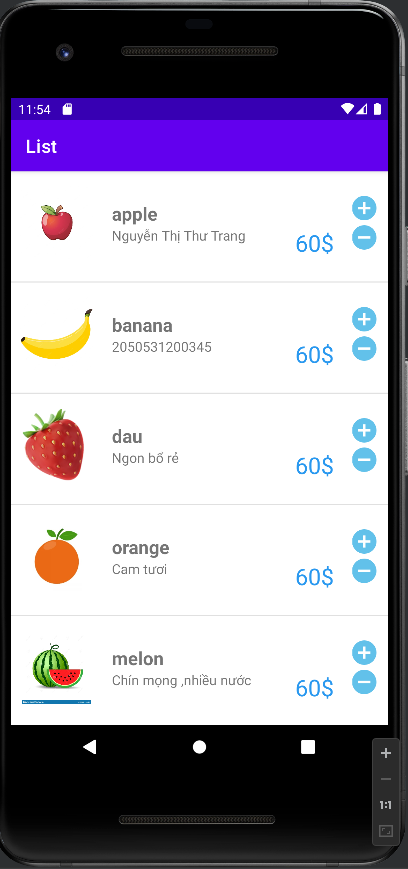 11:54
List
apple
Nguyễn Thị Thư Trang
60$
banana
2050531200345
60$
dau
Ngon bổ rẻ
60$
orange
Cam tươi
60$
melon
Chín mọng ,nhiều nước
60$
1:1